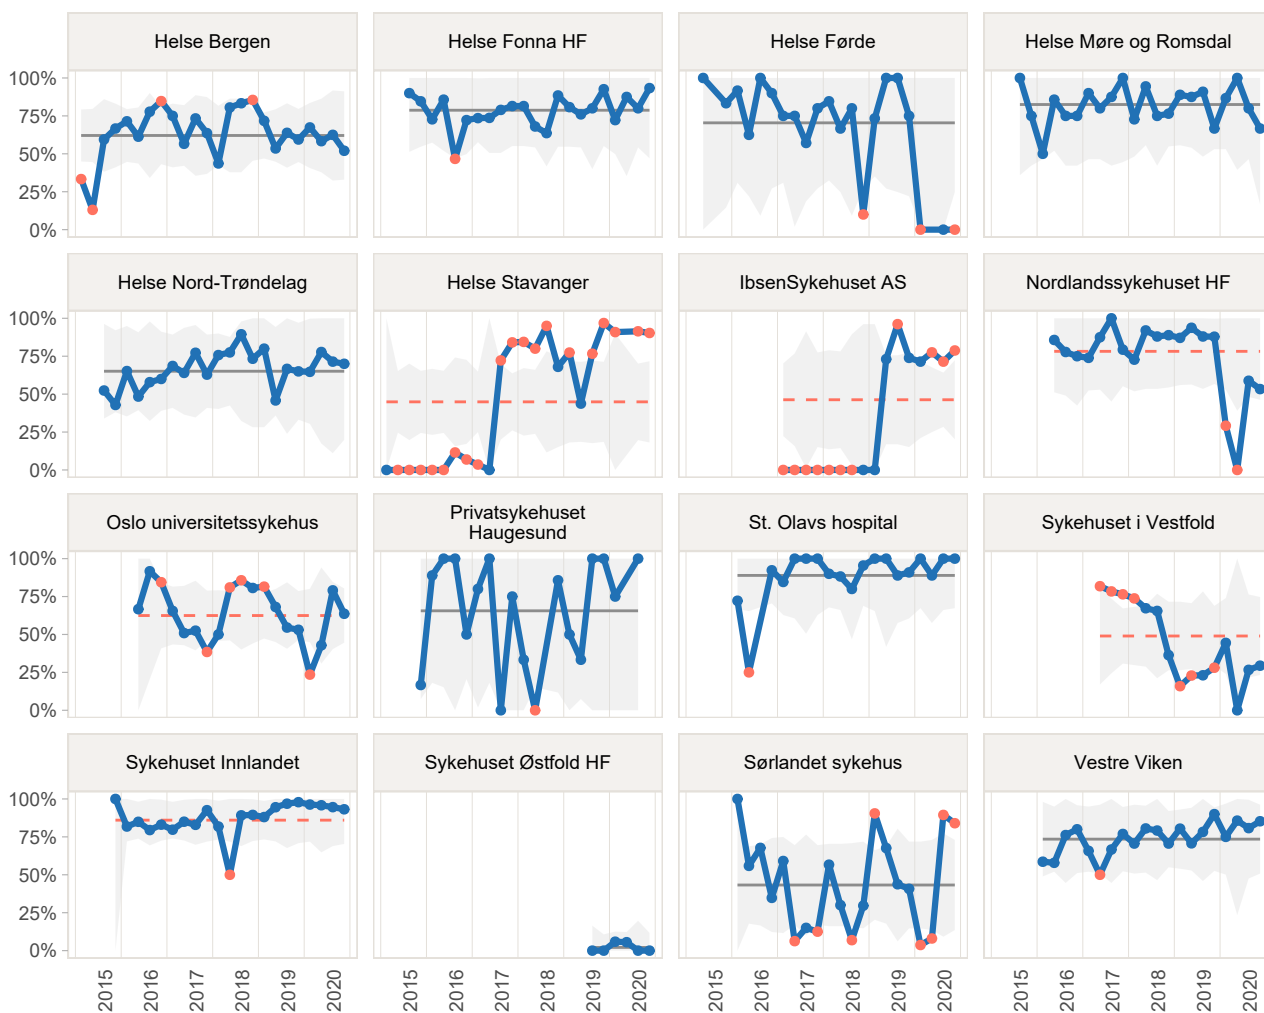 Helse Bergen
Helse Fonna HF
Helse Førde
Helse Møre og Romsdal
100%
75%
50%
25%
0%
Helse Nord-Trøndelag
Helse Stavanger
IbsenSykehuset AS
Nordlandssykehuset HF
100%
75%
50%
25%
0%
Oslo universitetssykehus
Privatsykehuset
Haugesund
St. Olavs hospital
Sykehuset i Vestfold
100%
75%
50%
25%
0%
Sykehuset Innlandet
Sykehuset Østfold HF
Sørlandet sykehus
Vestre Viken
100%
75%
50%
25%
0%
2015 2016 2017 2018 2019 2020
2015 2016 2017 2018 2019 2020
2015 2016 2017 2018 2019 2020
2015 2016 2017 2018 2019 2020